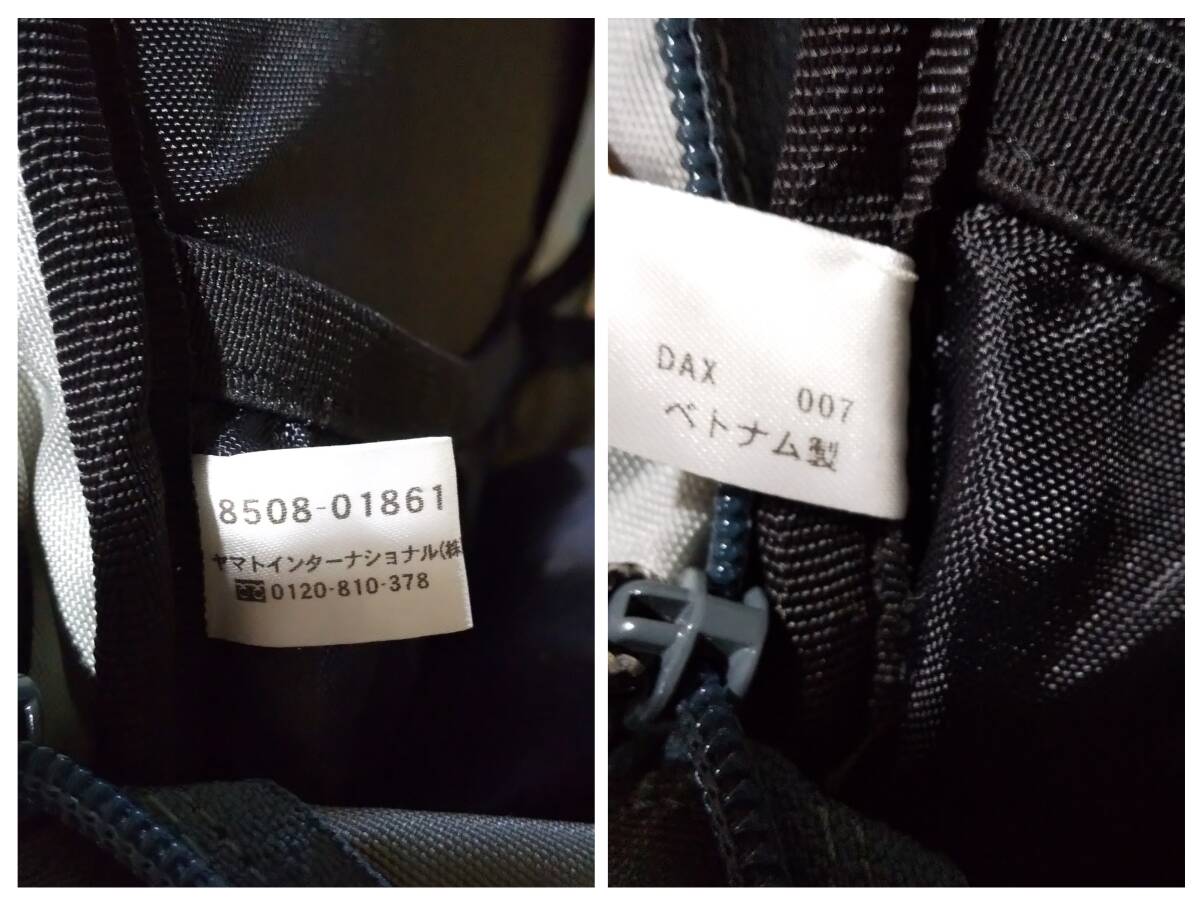 8508-01861
ヤマトインターナショナル(株
0120-810-378
DAX 007
ベトナム製